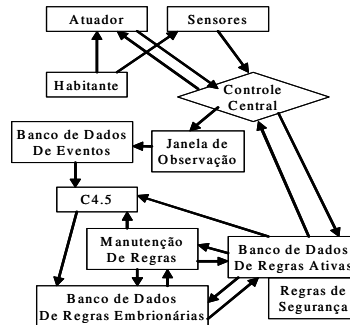 Atuador
Sensores
Habitante
Controle
Central
Banco de Dados
De Eventos
Janela de
Observação
C4.5
Manutenção
De Regras
Banco de Dados
De Regras Ativas
Banco de Dados
De Regras Embrionárias
Regras de
Segurança